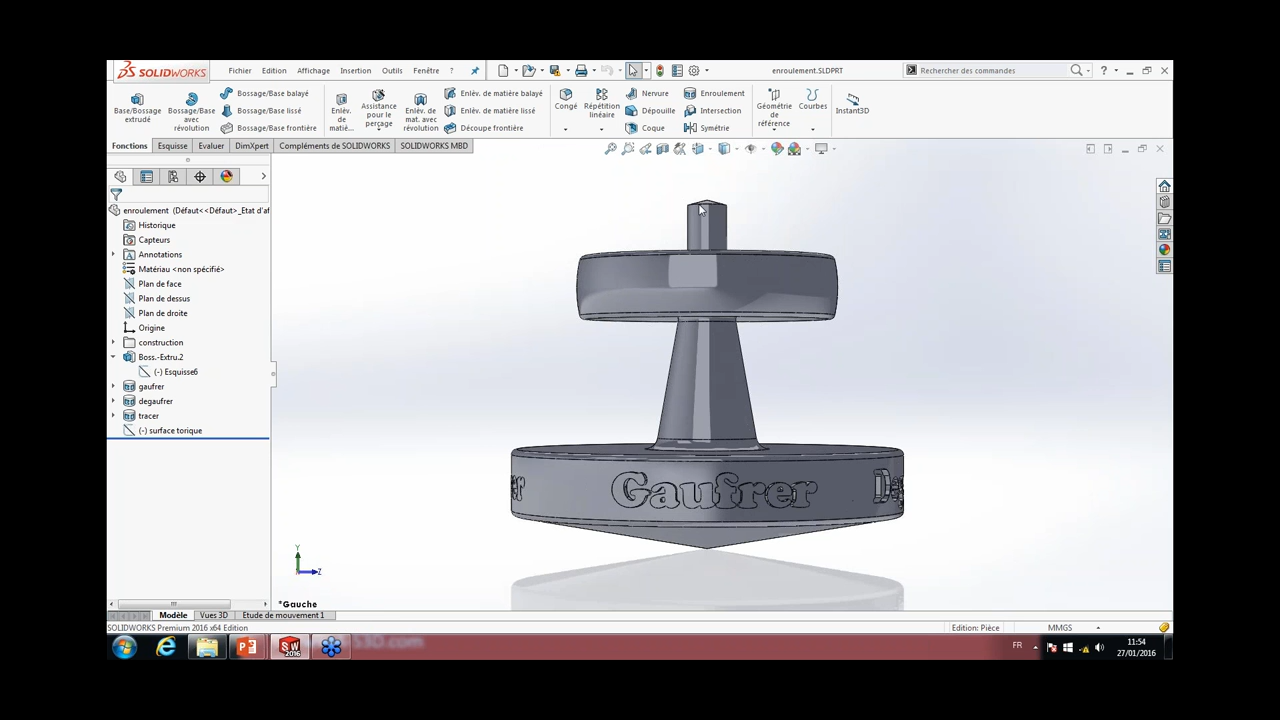 SOLIDWORKS
Fichier Edition Affichage Insertion Outils Fenêtre
enroulement.SLDPRT
Rechercher des commandes
?
Base/Bossage extrudé
Bossage/Base avec révolution
Bossage/Base balayé
Bossage/Base lissé
Bossage/Base frontière
Enlèv. de matiè...
Assistance pour le perçage
Enlèv. de mat. avec révolution
Enlèv. de matière balayé
Enlèv. de matière lissé
Découpe frontière
Congé
Répétition linéaire
Nervure
Dépouille
Coque
Enroulement
Intersection
Symétrie
Géométrie de référence
Courbes
Instant3D
Fonctions Esquisse Evaluer DimXpert Compléments de SOLIDWORKS SOLIDWORKS MBD
enroulement (Défaut<<Défaut>_Etat d'af
Historique
Capteurs
Annotations
Matériau <non spécifié>
Plan de face
Plan de dessus
Plan de droite
Origine
construction
Boss.-Extru.2
(-) Esquisse6
gaufrer
degaufrer
tracer
(-) surface torique
er Gaufrer Deg
Y
Z
*Gauche
Modèle Vues 3D Etude de mouvement 1
SOLIDWORKS Premium 2016 x64 Edition
Edition: Pièce
MMGS
SW 2016
S3D.com
FR
11:54
27/01/2016